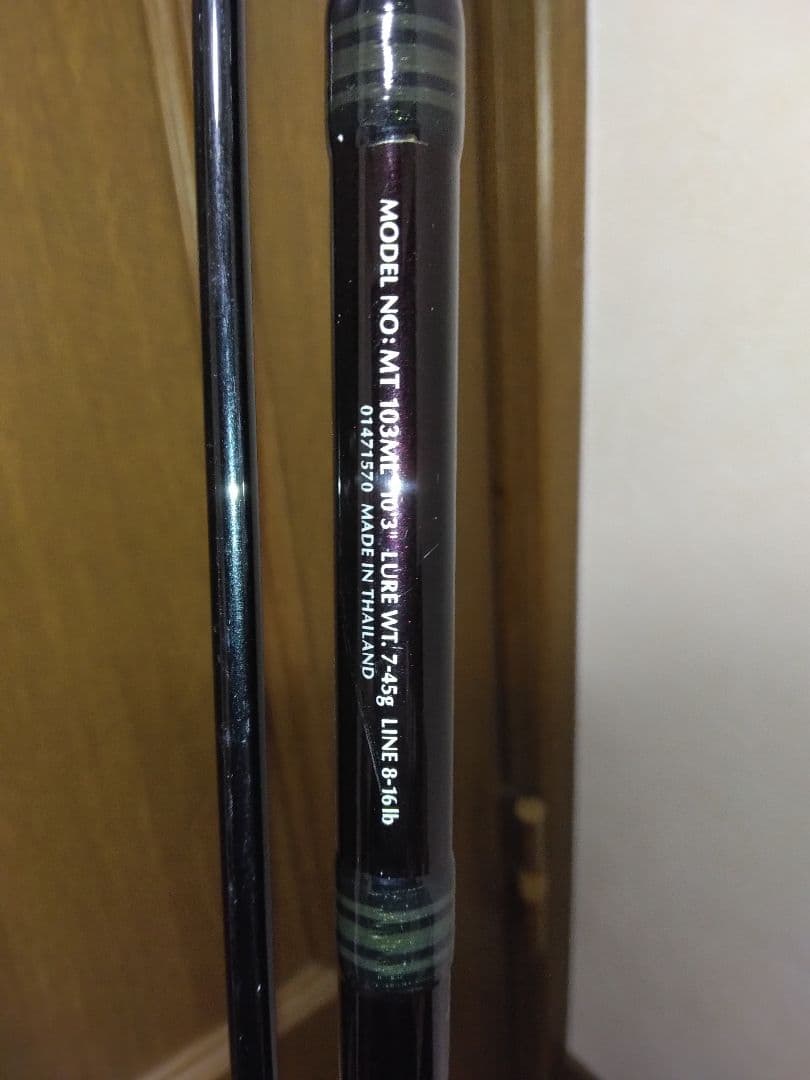 MODEL NO: MT 103ML 10'3" LURE WT. 7-45g LINE 8-16lb
01471570 MADE IN THAILAND